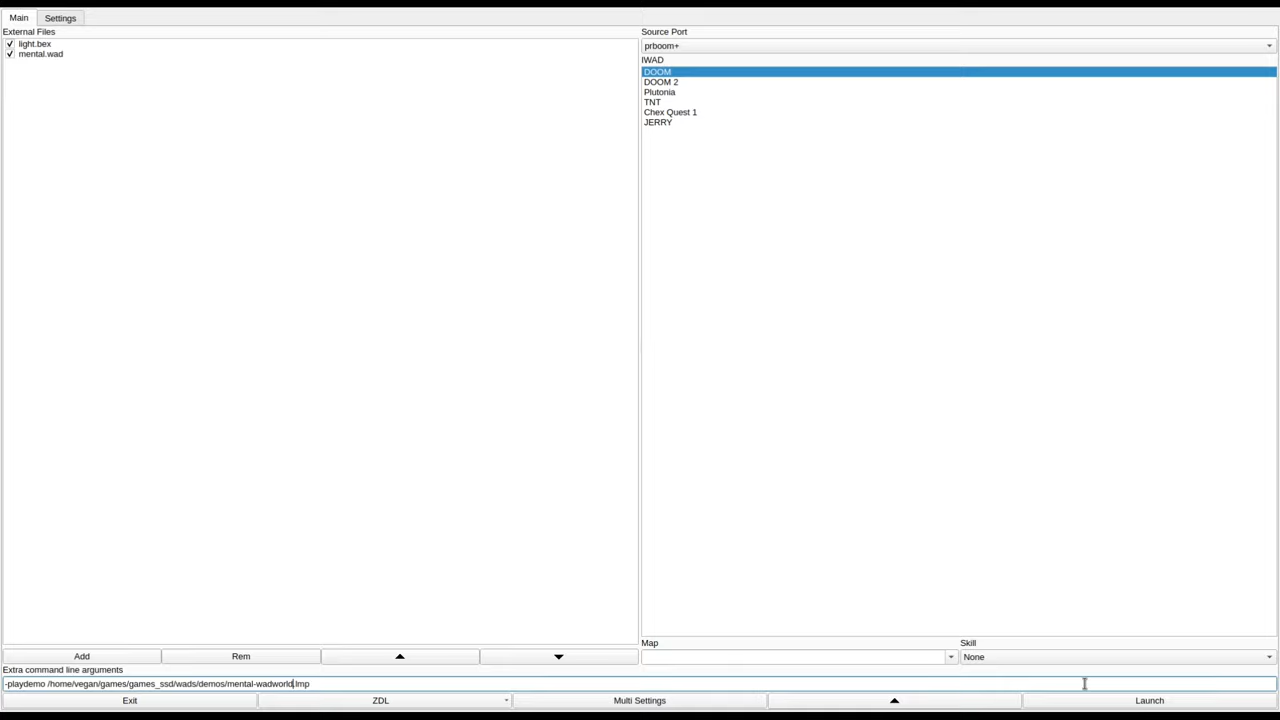 Main Settings
External Files
light.bex
mental.wad
Source Port
prboom+
IWAD
DOOM
DOOM 2
Plutonia
TNT
Chex Quest 1
JERRY
Map
Skill
None
Add Rem
Extra command line arguments
-playdemo /home/vegan/games/games_ssd/wads/demos/mental-wadworld.lmp
Exit ZDL Multi Settings Launch